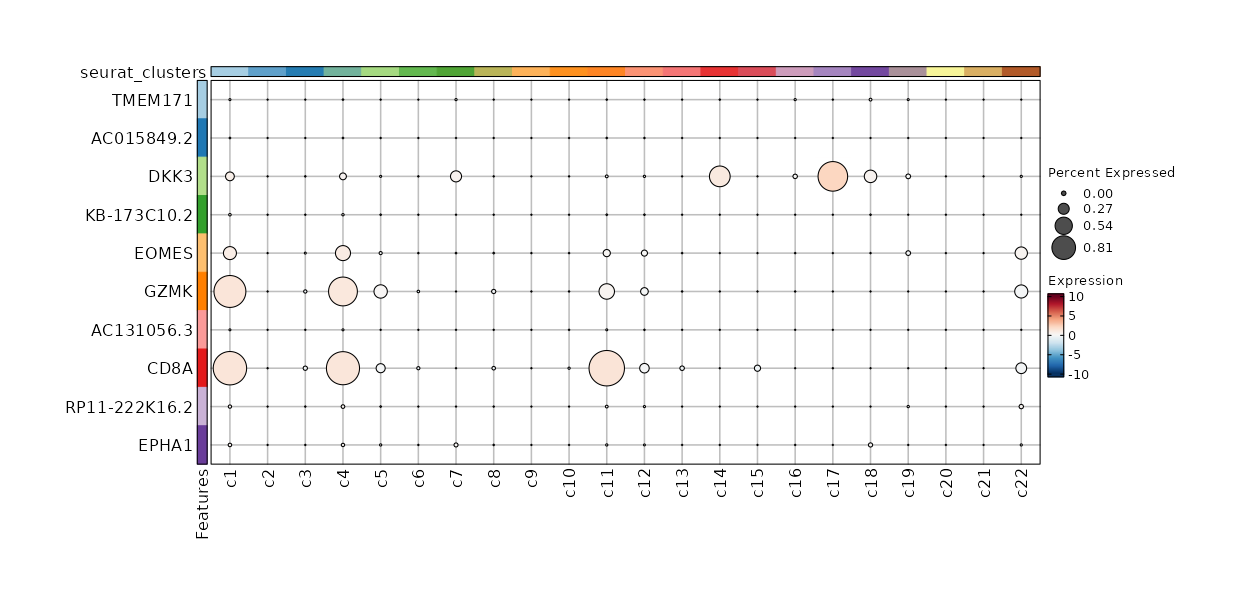 seurat_clusters
TMEM171
AC015849.2
DKK3
KB-173C10.2
EOMES
GZMK
AC131056.3
CD8A
RP11-222K16.2
EPHA1
Features
c1
c2
c3
c4
c5
c6
c7
c8
c9
c10
c11
c12
c13
c14
c15
c16
c17
c18
c19
c20
c21
c22
Percent Expressed
0.00
0.27
0.54
0.81
Expression
10
5
0
-5
-10